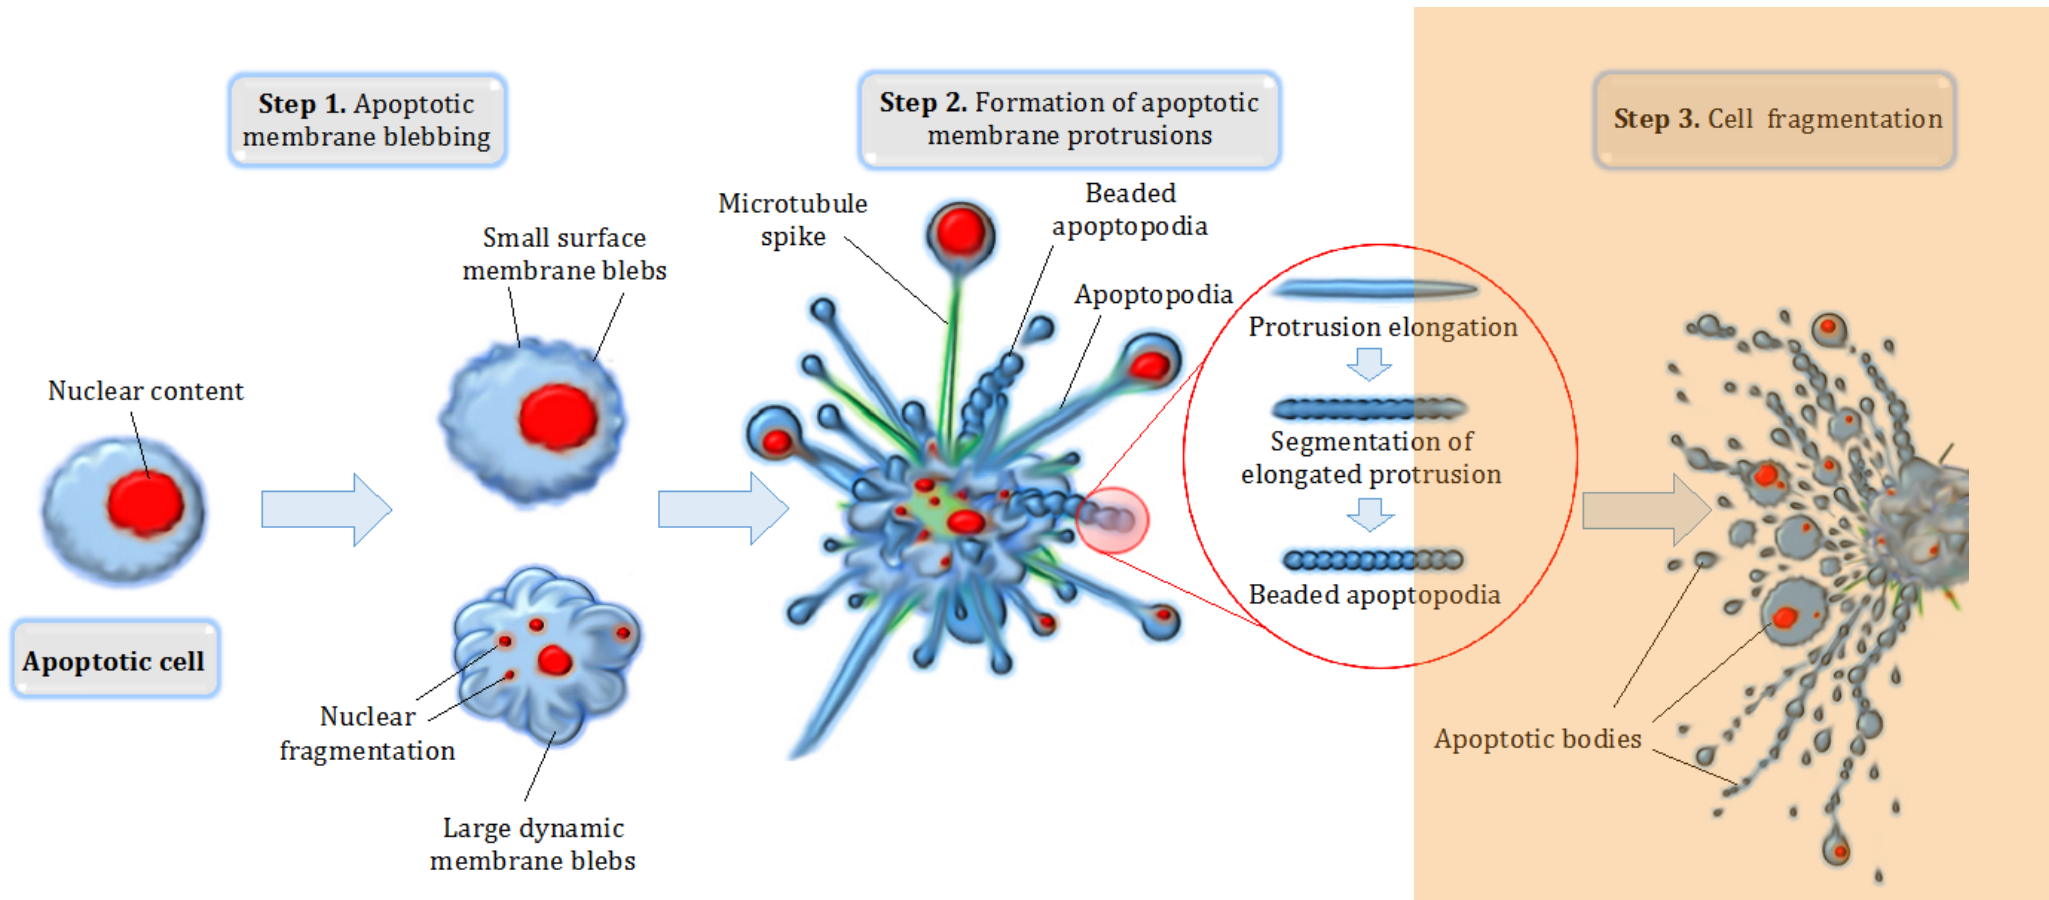 Step 1. Apoptotic
membrane blebbing
Step 2. Formation of apoptotic
membrane protrusions
Step 3. Cell fragmentation
Nuclear content
Apoptotic cell
Small surface
membrane blebs
Nuclear
fragmentation
Large dynamic
membrane blebs
Microtubule
spike
Beaded
apoptopodia
Apoptopodia
Protrusion elongation
Segmentation of
elongated protrusion
Beaded apoptopodia
Apoptotic bodies